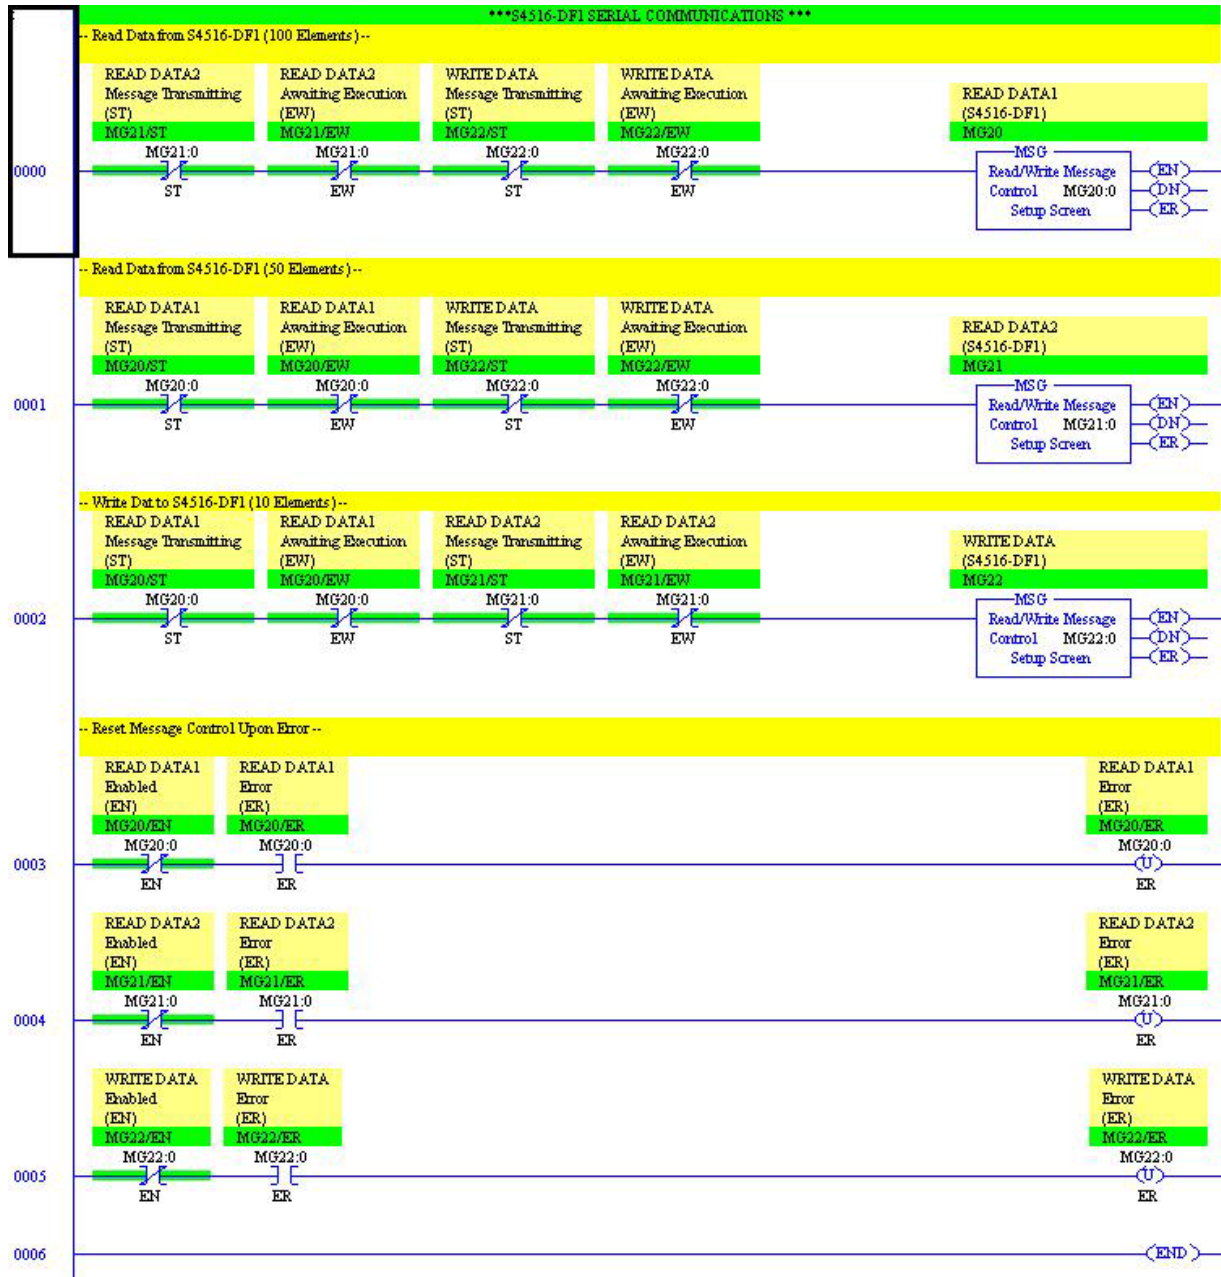 ***S4516-DF1 SERIAL COMMUNICATIONS ***
-- Read Data from S4516-DF1 (100 Elements)--
READ DATA2 READ DATA2 WRITE DATA WRITE DATA
Message Transmitting Awaiting Execution Message Transmitting Awaiting Execution READ DATA1
(ST) (EW) (ST) (EW) (S4516-DF1)
MG21/ST MG21/EW MG22/ST MG22/EW MG20
MG21:0 MG21:0 MG22:0 MG22:0 MSG
0000 Read/Write Message EN
ST EW ST EW Control MG20:0 DN
Setup Screen ER
-- Read Data from S4516-DF1 (50 Elements)--
READ DATA1 READ DATA1 WRITE DATA WRITE DATA
Message Transmitting Awaiting Execution Message Transmitting Awaiting Execution READ DATA2
(ST) (EW) (ST) (EW) (S4516-DF1)
MG20/ST MG20/EW MG22/ST MG22/EW MG21
MG20:0 MG20:0 MG22:0 MG22:0 MSG
0001 Read/Write Message EN
ST EW ST EW Control MG21:0 DN
Setup Screen ER
-- Write Dat to S4516-DF1 (10 Elements)--
READ DATA1 READ DATA1 READ DATA2 READ DATA2
Message Transmitting Awaiting Execution Message Transmitting Awaiting Execution WRITE DATA
(ST) (EW) (ST) (EW) (S4516-DF1)
MG20/ST MG20/EW MG21/ST MG21/EW MG22
MG20:0 MG20:0 MG21:0 MG21:0 MSG
0002 Read/Write Message EN
ST EW ST EW Control MG22:0 DN
Setup Screen ER
-- Reset Message Control Upon Error --
READ DATA1 READ DATA1 READ DATA1
Enabled Error Error
(EN) (ER) (ER)
MG20/EN MG20/ER MG20/ER
MG20:0 MG20:0 MG20:0
0003 U
EN ER ER
READ DATA2 READ DATA2 READ DATA2
Enabled Error Error
(EN) (ER) (ER)
MG21/EN MG21/ER MG21/ER
MG21:0 MG21:0 MG21:0
0004 U
EN ER ER
WRITE DATA WRITE DATA WRITE DATA
Enabled Error Error
(EN) (ER) (ER)
MG22/EN MG22/ER MG22/ER
MG22:0 MG22:0 MG22:0
0005 U
EN ER ER
0006 END